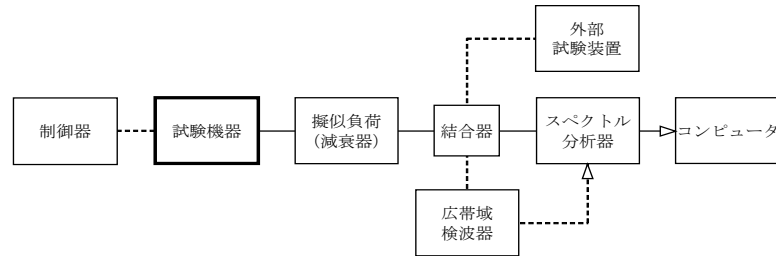 外部
試験装置
制御器
試験機器
擬似負荷
(減衰器)
結合器
スペクトル
分析器
コンピュータ
広帯域
検波器